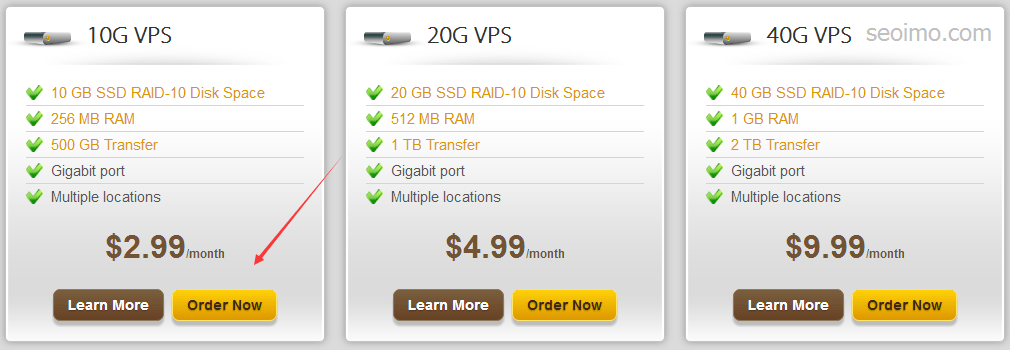 10G VPS
10 GB SSD RAID-10 Disk Space
256 MB RAM
500 GB Transfer
Gigabit port
Multiple locations
$2.99/month
Learn More
Order Now
20G VPS
20 GB SSD RAID-10 Disk Space
512 MB RAM
1 TB Transfer
Gigabit port
Multiple locations
$4.99/month
Learn More
Order Now
40G VPS
seoimo.com
40 GB SSD RAID-10 Disk Space
1 GB RAM
2 TB Transfer
Gigabit port
Multiple locations
$9.99/month
Learn More
Order Now